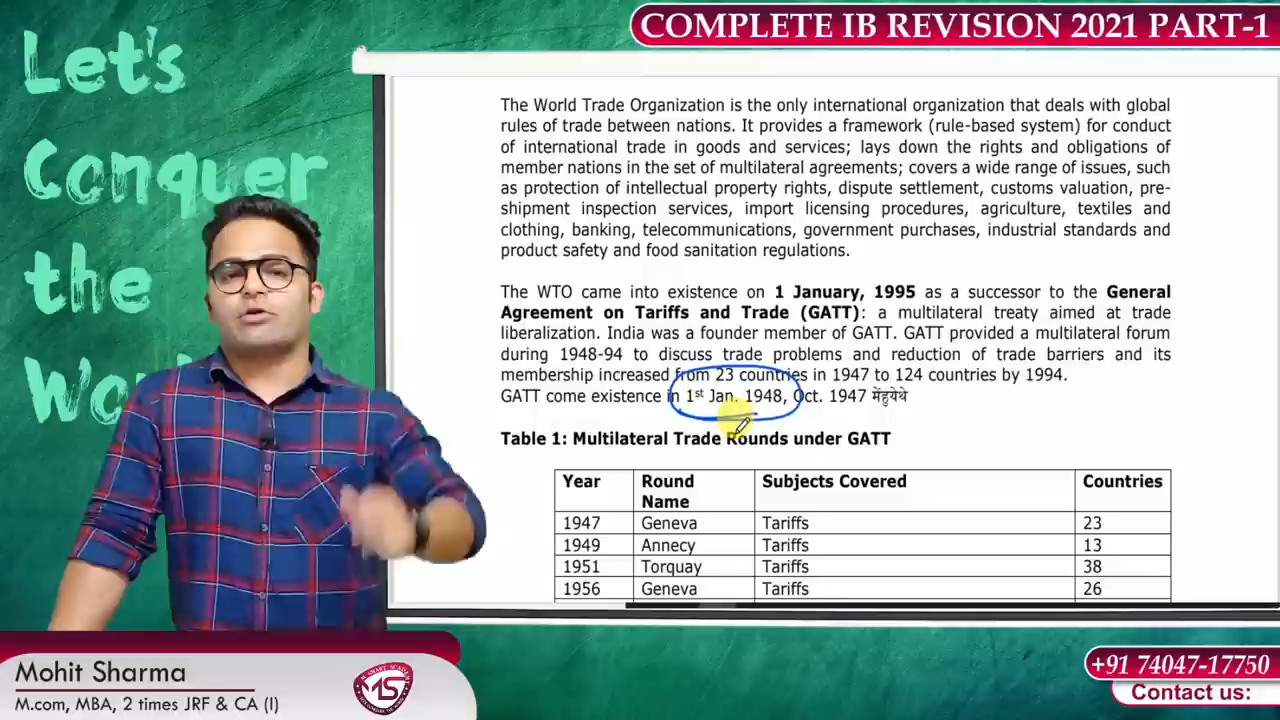 COMPLETE IB REVISION 2021 PART-1
Let's
Conquer
the
The World Trade Organization is the only international organization that deals with global
rules of trade between nations. It provides a framework (rule-based system) for conduct
of international trade in goods and services; lays down the rights and obligations of
member nations in the set of multilateral agreements; covers a wide range of issues, such
as protection of intellectual property rights, dispute settlement, customs valuation, pre-
shipment inspection services, import licensing procedures, agriculture, textiles and
clothing, banking, telecommunications, government purchases, industrial standards and
product safety and food sanitation regulations.
The WTO came into existence on 1 January, 1995 as a successor to the General
Agreement on Tariffs and Trade (GATT): a multilateral treaty aimed at trade
liberalization. India was a founder member of GATT. GATT provided a multilateral forum
during 1948-94 to discuss trade problems and reduction of trade barriers and its
membership increased from 23 countries in 1947 to 124 countries by 1994.
GATT come existence in 1st Jan. 1948, Oct. 1947 मेंहुयेथे
Table 1: Multilateral Trade Rounds under GATT
Year Round Name Subjects Covered Countries
1947 Geneva Tariffs 23
1949 Annecy Tariffs 13
1951 Torquay Tariffs 38
1956 Geneva Tariffs 26
Mohit Sharma
M.com, MBA, 2 times JRF & CA (I)
MS
+91 74047-17750
Contact us: